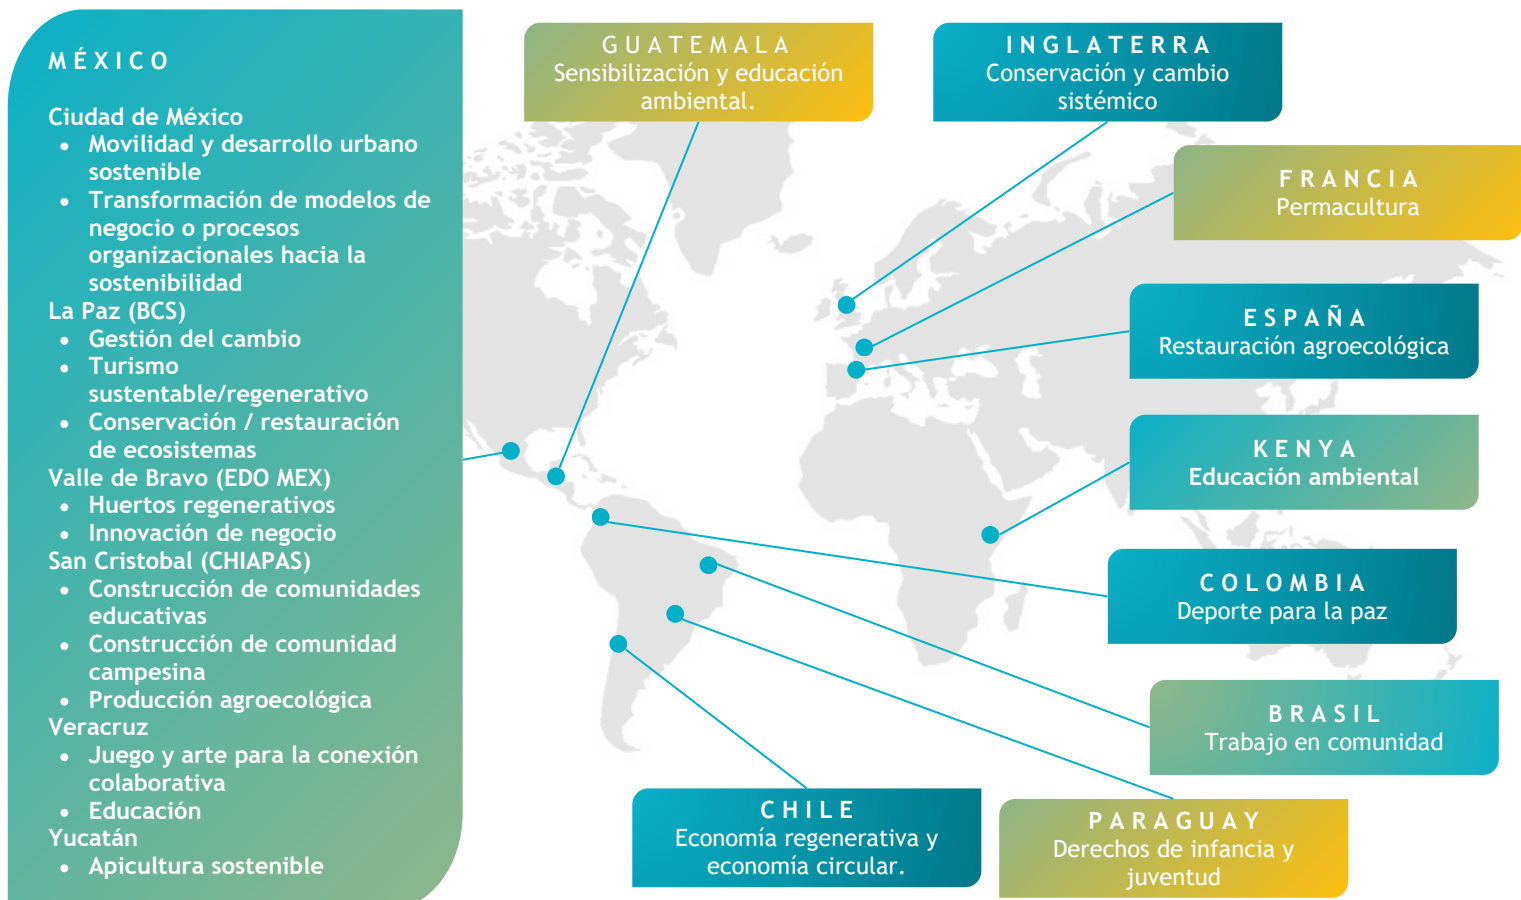 MÉXICO
Ciudad de México
• Movilidad y desarrollo urbano
sostenible
• Transformación de modelos de
negocio o procesos
organizacionales hacia la
sostenibilidad
La Paz (BCS)
• Gestión del cambio
• Turismo
sustentable/regenerativo
• Conservación / restauración
de ecosistemas
Valle de Bravo (EDO MEX)
• Huertos regenerativos
• Innovación de negocio
San Cristobal (CHIAPAS)
• Construcción de comunidades
educativas
• Construcción de comunidad
campesina
• Producción agroecológica
Veracruz
• Juego y arte para la conexión
colaborativa
• Educación
Yucatán
• Apicultura sostenible
GUATEMALA
Sensibilización y educación
ambiental.
INGLATERRA
Conservación y cambio
sistémico
FRANCIA
Permacultura
ESPAÑA
Restauración agroecológica
KENYA
Educación ambiental
COLOMBIA
Deporte para la paz
BRASIL
Trabajo en comunidad
CHILE
Economía regenerativa y
economía circular.
PARAGUAY
Derechos de infancia y
juventud